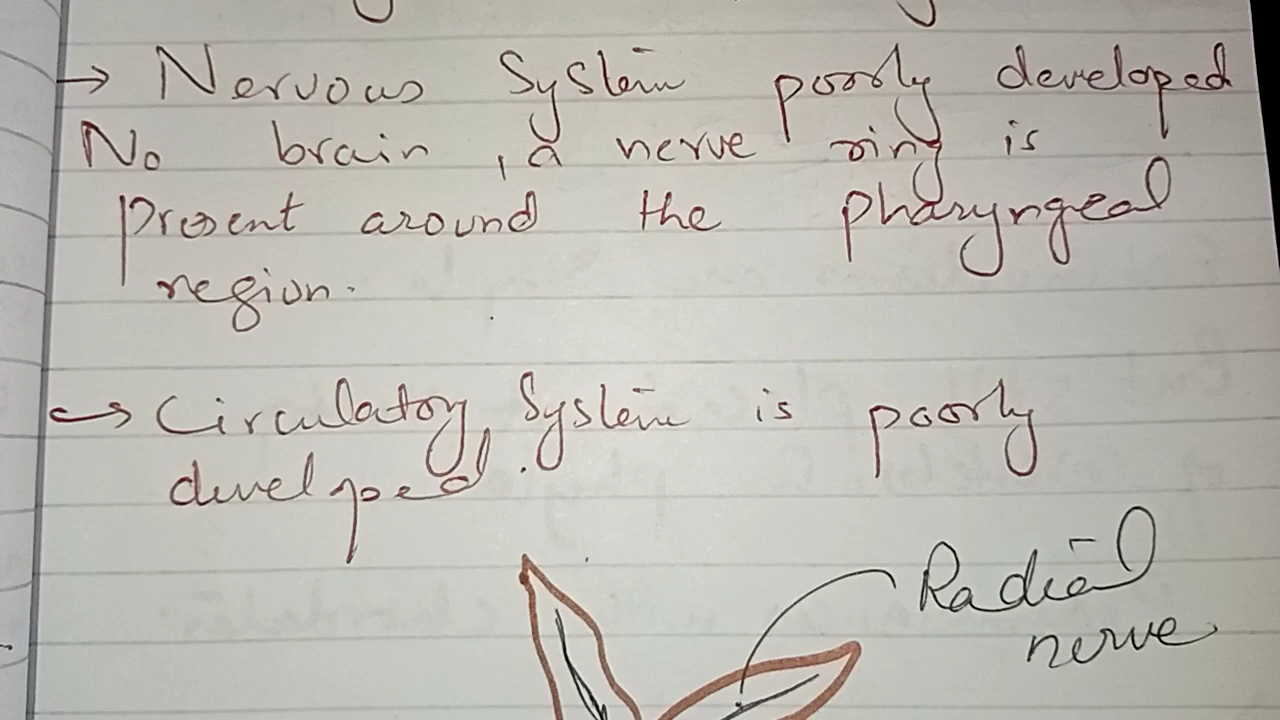 → Nervous System poorly developed
No brain, a nerve ring is
Present around the pharyngeal
region.
→ Circulatory System is poorly
develped.
Radial
nerve